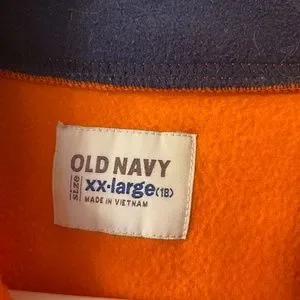 OLD NAVY
size xx-large (18)
MADE IN VIETNAM